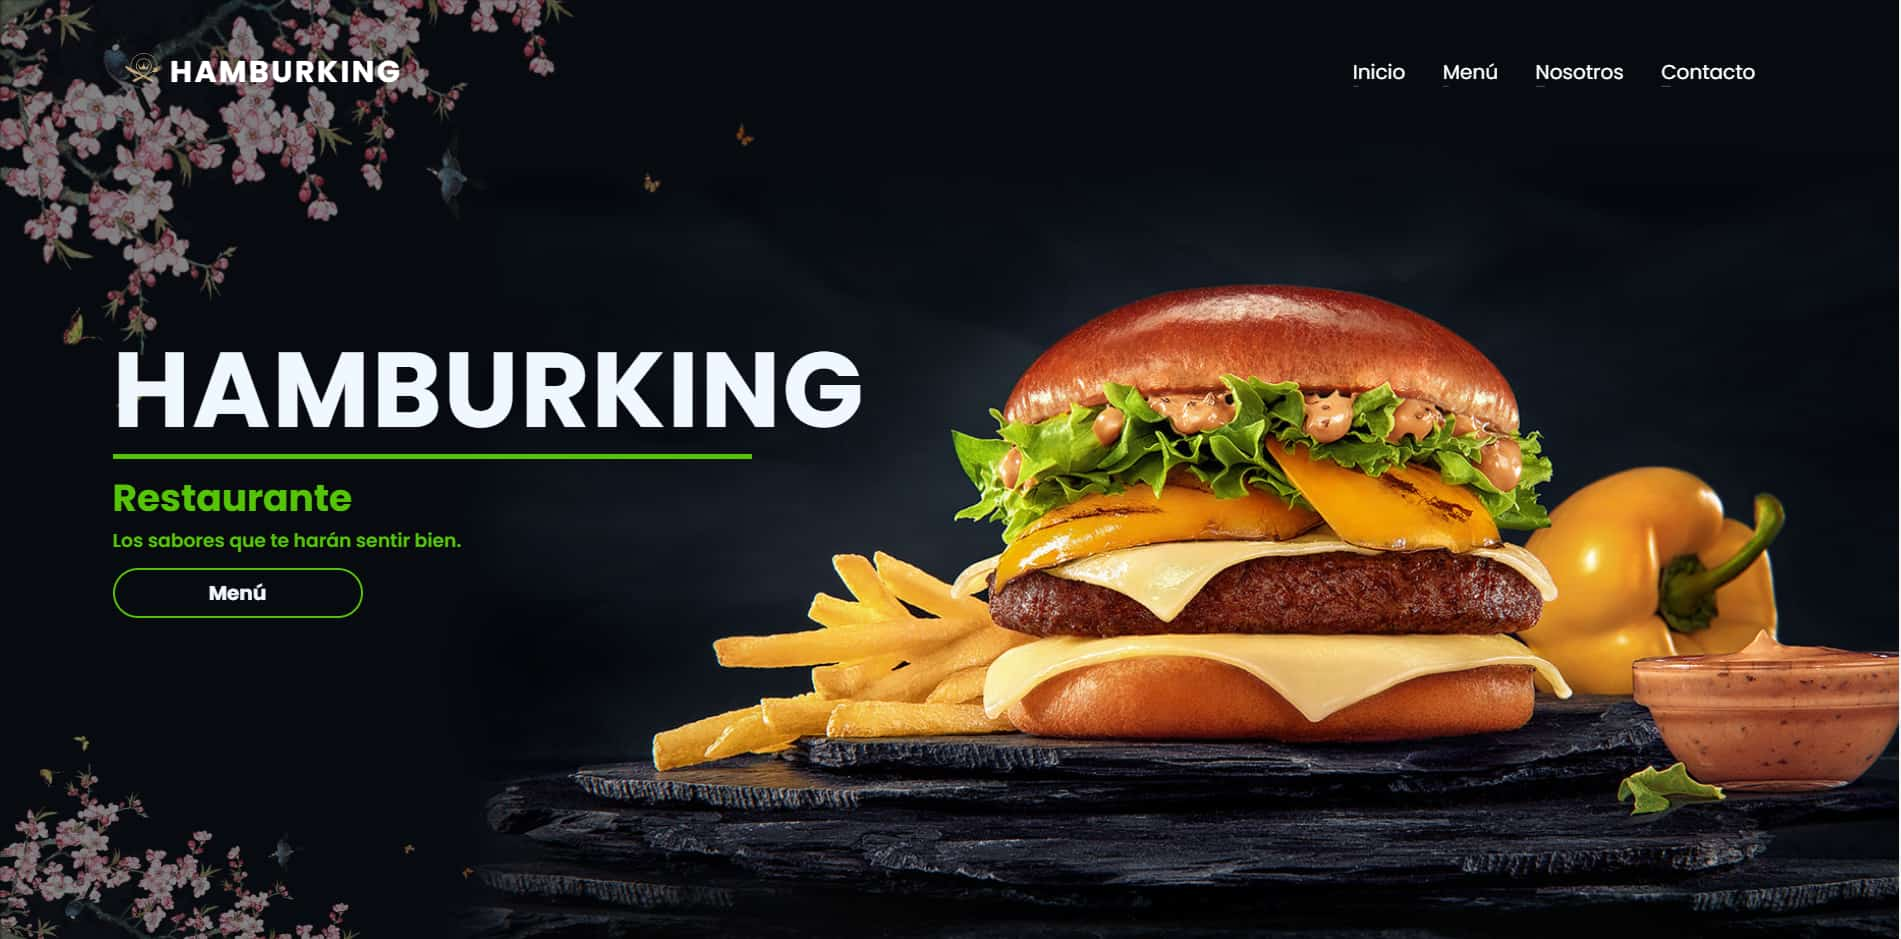 HAMBURKING
Inicio Menú Nosotros Contacto
HAMBURKING
Restaurante
Los sabores que te harán sentir bien.
Menú